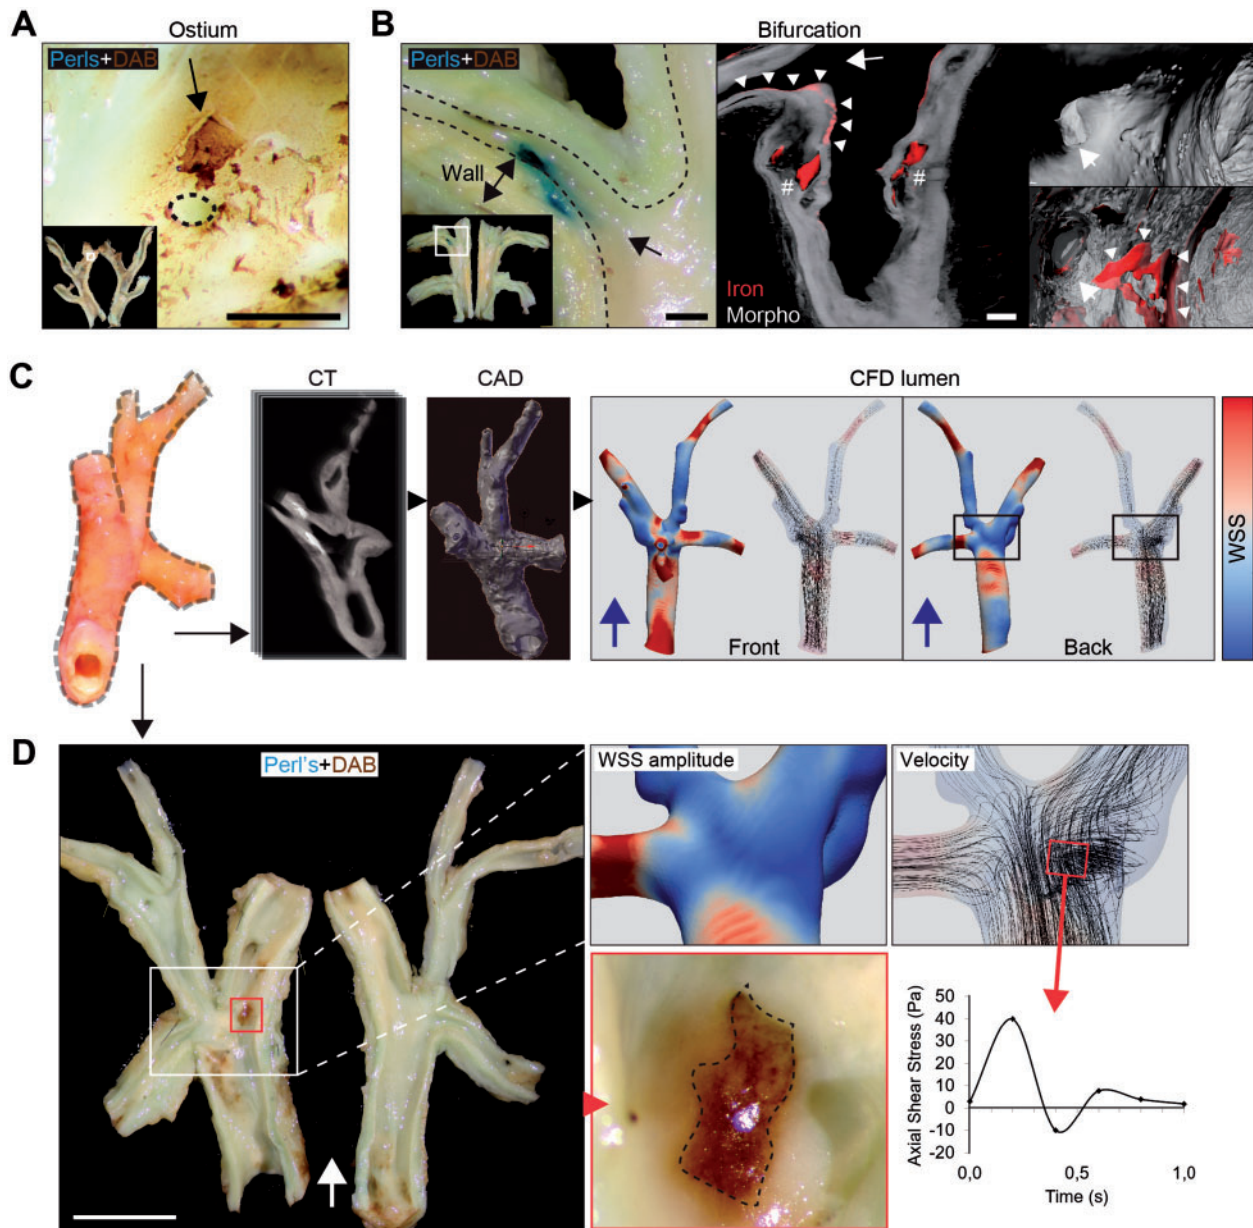 A
Ostium
Perls+DAB
B
Bifurcation
Perls+DAB
Wall
#
#
Iron
Morpho
C
CT
CAD
CFD lumen
Front
Back
WSS
D
Perl's+DAB
WSS amplitude
Velocity
Axial Shear Stress (Pa)
50
40
30
20
10
0
-10
-20
0,0
0,5
1,0
Time (s)